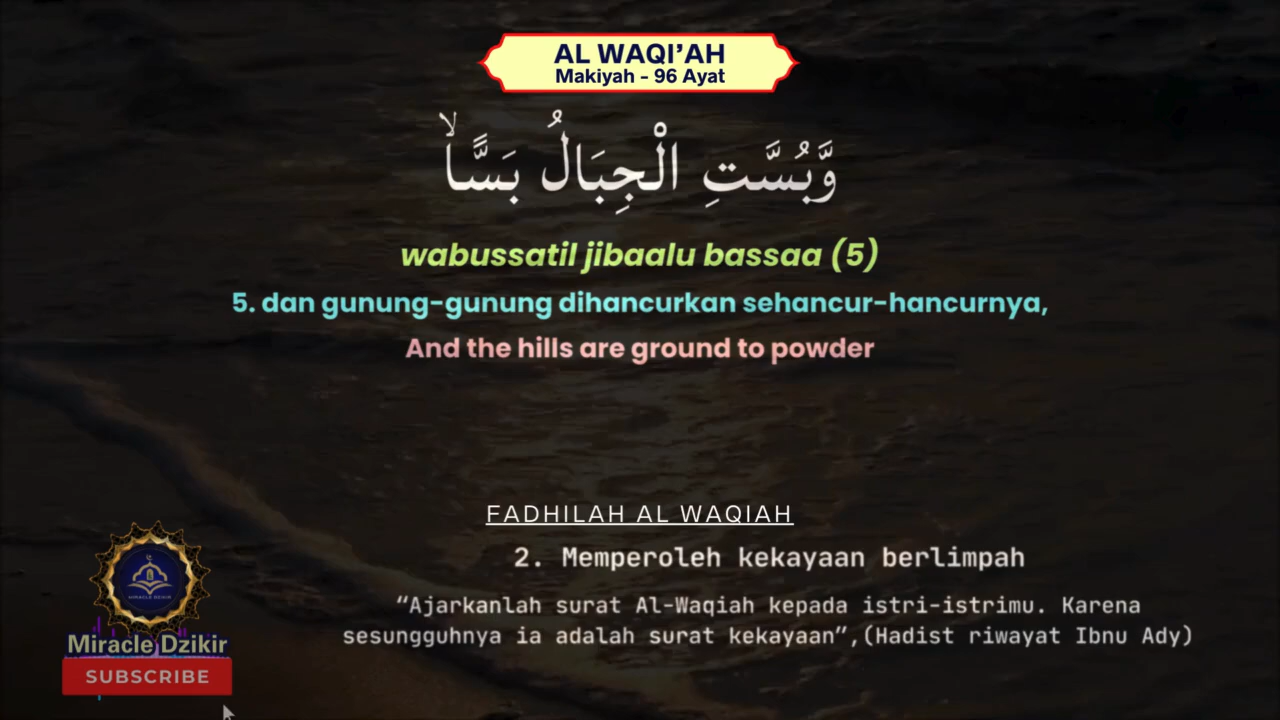 AL WAQI'AH
Makiyah - 96 Ayat
وَّبُسَّتِ الْجِبَالُ بَسًّاۙ
wabussatil jibaalu bassaa (5)
5. dan gunung-gunung dihancurkan sehancur-hancurnya,
And the hills are ground to powder
FADHILAH AL WAQIAH
2. Memperoleh kekayaan berlimpah
“Ajarkanlah surat Al-Waqiah kepada istri-istrimu. Karena
sesungguhnya ia adalah surat kekayaan”,(Hadist riwayat Ibnu Ady)
MIRACLE DZIKIR
Miracle Dzikir
SUBSCRIBE